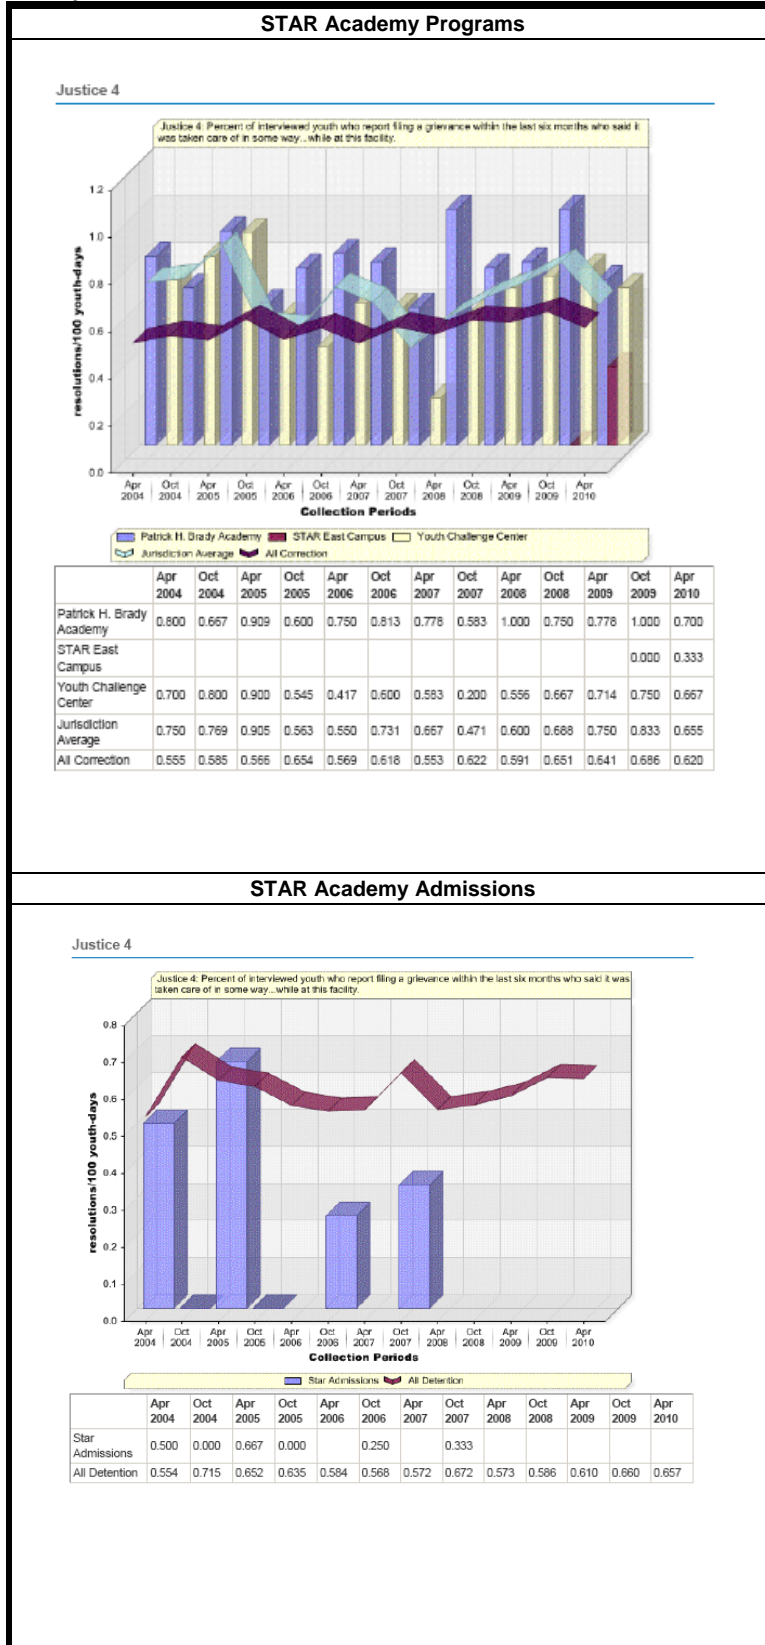 STAR Academy Programs
Justice 4
Justice 4: Percent of interviewed youth who report filing a grievance within the last six months who said it
was taken care of in some way...while at this facility.
1.2
1.0
0.8
0.6
0.4
0.2
0.0
resolutions/100 youth-days
Apr Oct Apr Oct Apr Oct Apr Oct Apr Oct Apr Oct Apr
2004 2004 2005 2005 2006 2006 2007 2007 2008 2008 2009 2009 2010
Collection Periods
Patrick H. Brady Academy STAR East Campus Youth Challenge Center
Jurisdiction Average All Correction
Apr Oct Apr Oct Apr Oct Apr Oct Apr Oct Apr Oct Apr
2004 2004 2005 2005 2006 2006 2007 2007 2008 2008 2009 2009 2010
Patrick H. Brady
Academy 0.800 0.667 0.909 0.600 0.750 0.813 0.778 0.583 1.000 0.750 0.778 1.000 0.700
STAR East
Campus 0.000 0.333
Youth Challenge
Center 0.700 0.800 0.900 0.545 0.417 0.600 0.583 0.200 0.556 0.667 0.714 0.750 0.667
Jurisdiction
Average 0.750 0.769 0.905 0.563 0.550 0.731 0.667 0.471 0.600 0.688 0.750 0.833 0.655
All Correction 0.555 0.585 0.566 0.654 0.569 0.618 0.553 0.622 0.591 0.651 0.641 0.686 0.620
STAR Academy Admissions
Justice 4
Justice 4: Percent of interviewed youth who report filing a grievance within the last six months who said it was
taken care of in some way...while at this facility.
0.8
0.7
0.6
0.5
0.4
0.3
0.2
0.1
0.0
resolutions/100 youth-days
Apr Oct Apr Oct Apr Oct Apr Oct Apr Oct Apr Oct Apr
2004 2004 2005 2005 2006 2006 2007 2007 2008 2008 2009 2009 2010
Collection Periods
Star Admissions All Detention
Apr Oct Apr Oct Apr Oct Apr Oct Apr Oct Apr Oct Apr
2004 2004 2005 2005 2006 2006 2007 2007 2008 2008 2009 2009 2010
Star
Admissions 0.500 0.000 0.667 0.000 0.250 0.333
All Detention 0.554 0.715 0.652 0.635 0.584 0.568 0.572 0.672 0.573 0.586 0.610 0.660 0.657